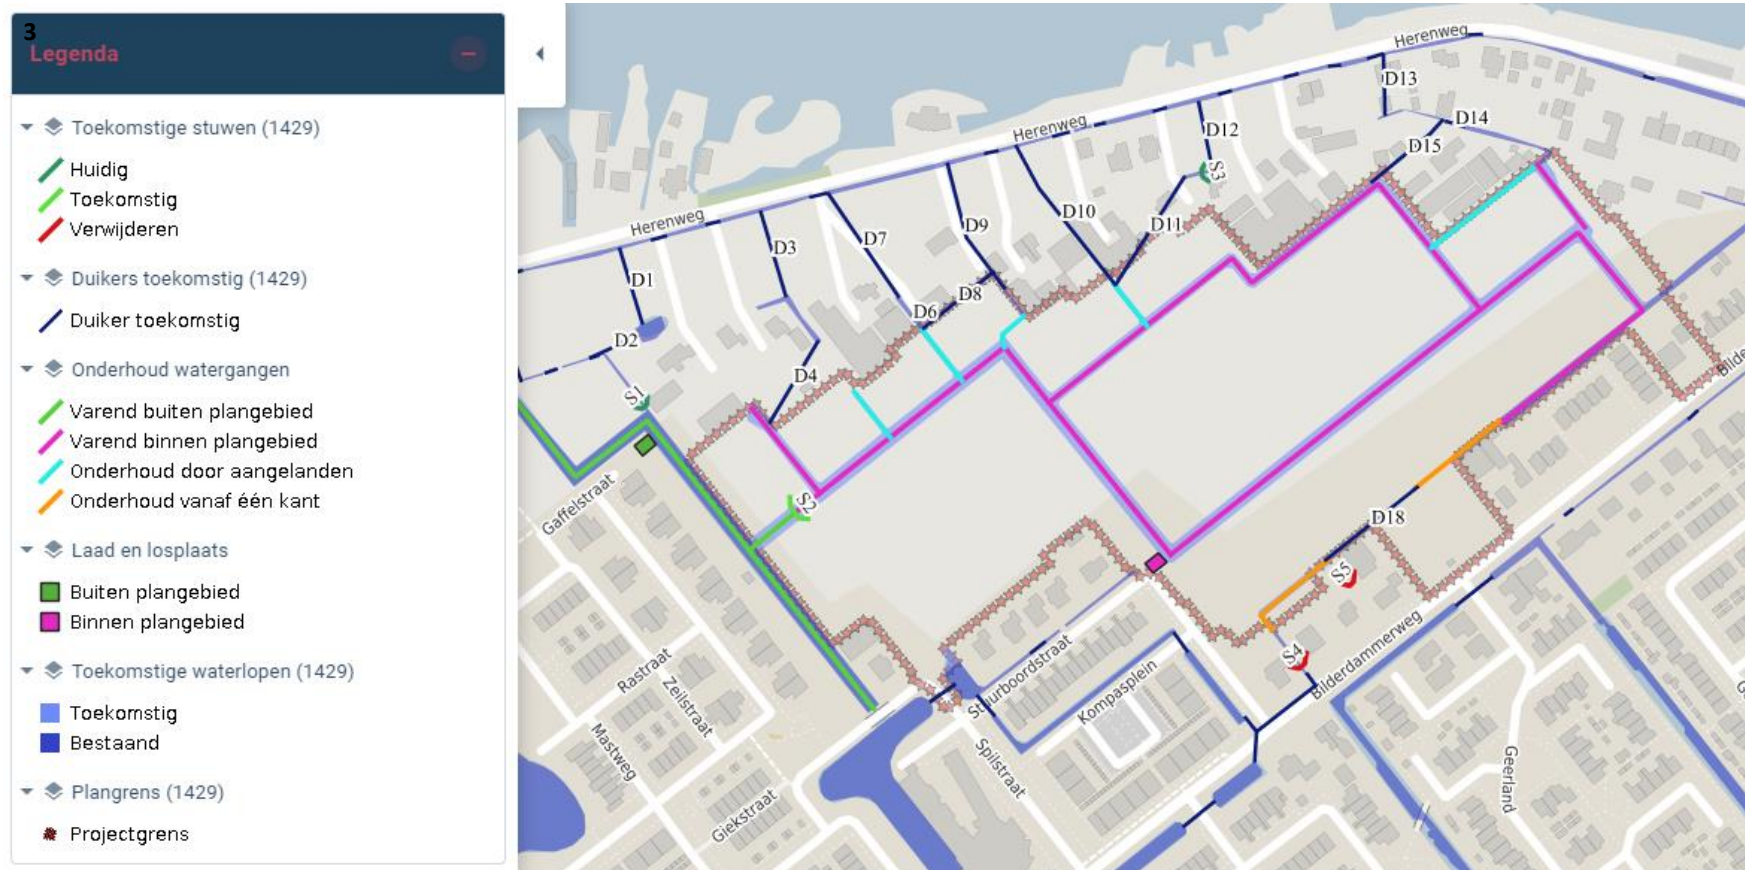 3
Legenda
Toekomstige stuwen (1429)
Huidig
Toekomstig
Verwijderen
Duikers toekomstig (1429)
Duiker toekomstig
Onderhoud watergangen
Varend buiten plangebied
Varend binnen plangebied
Onderhoud door aangelanden
Onderhoud vanaf één kant
Laad en losplaats
Buiten plangebied
Binnen plangebied
Toekomstige waterlopen (1429)
Toekomstig
Bestaand
Plangrens (1429)
Projectgrens
Herenweg
D13
D14
Herenweg
D12
D15
S3
Herenweg
D10
D11
D9
D7
D3
D1
D8
D6
D2
D4
S1
S2
Gaffelstraat
D18
S5
S4
Bilderdammerweg
Stuurboordstraat
Kompasplein
Rastraat
Zeilstraat
Mastweg
Spilstraat
Giekstraat
Geerland
Bilde
G